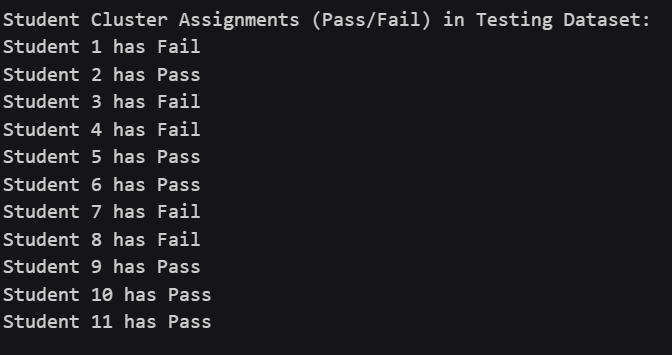 Student Cluster Assignments (Pass/Fail) in Testing Dataset:
Student 1 has Fail
Student 2 has Pass
Student 3 has Fail
Student 4 has Fail
Student 5 has Pass
Student 6 has Pass
Student 7 has Fail
Student 8 has Fail
Student 9 has Pass
Student 10 has Pass
Student 11 has Pass